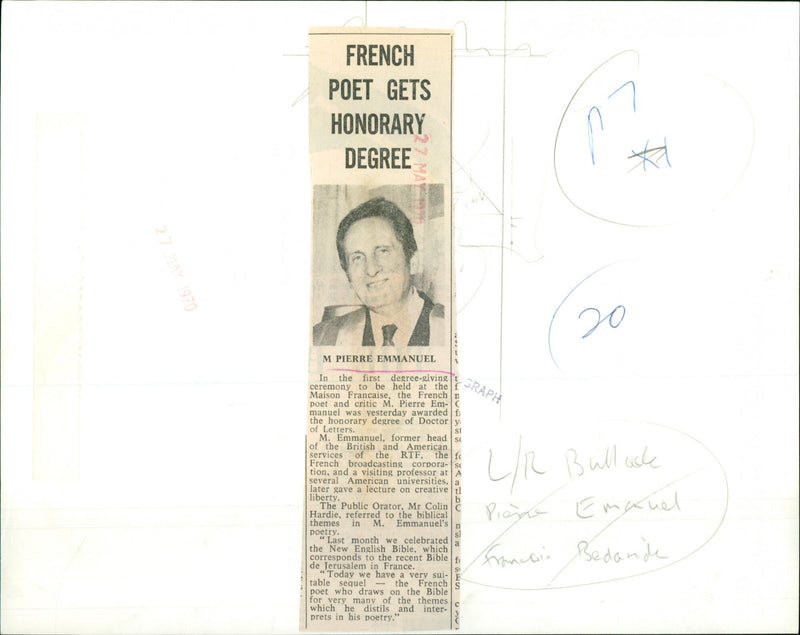 FRENCH
POET GETS
HONORARY
DEGREE
27 MAY 1970
27 MAY 1970
M PIERRE EMMANUEL
In the first degree-giving
ceremony to be held at the
Maison Francaise, the French
poet and critic M. Pierre Em-
manuel was yesterday awarded
the honorary degree of Doctor
of Letters.
M. Emmanuel, former head
of the British and American
services of the RTF, the
French broadcasting corpora-
tion, and a visiting professor at
several American universities,
later gave a lecture on creative
liberty.
The Public Orator, Mr Colin
Hardie, referred to the biblical
themes in M. Emmanuel's
poetry.
"Last month we celebrated
the New English Bible, which
corresponds to the recent Bible
de Jerusalem in France.
"Today we have a very sui-
table sequel — the French
poet who draws on the Bible
for very many of the themes
which he distils and inter-
prets in his poetry."
GRAPH
P7
20
L/R Bullock
Pierre Emanuel
Francois